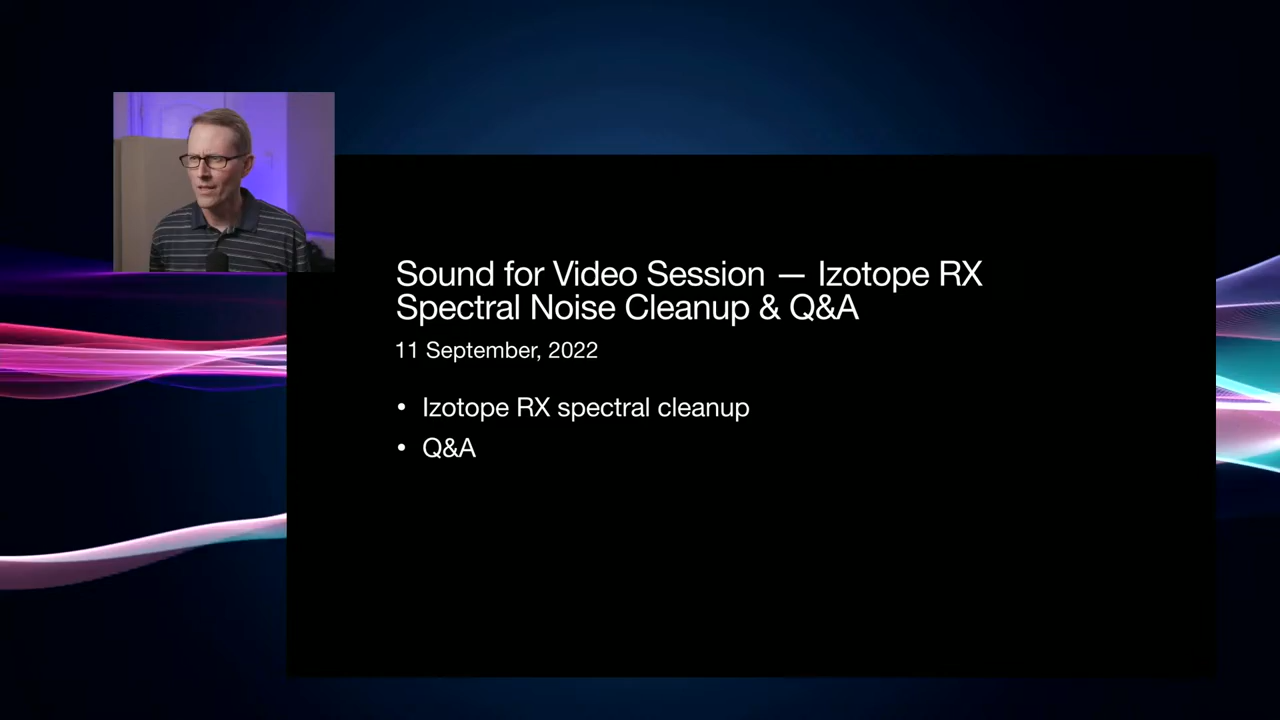 Sound for Video Session — Izotope RX
Spectral Noise Cleanup & Q&A
11 September, 2022
• Izotope RX spectral cleanup
• Q&A